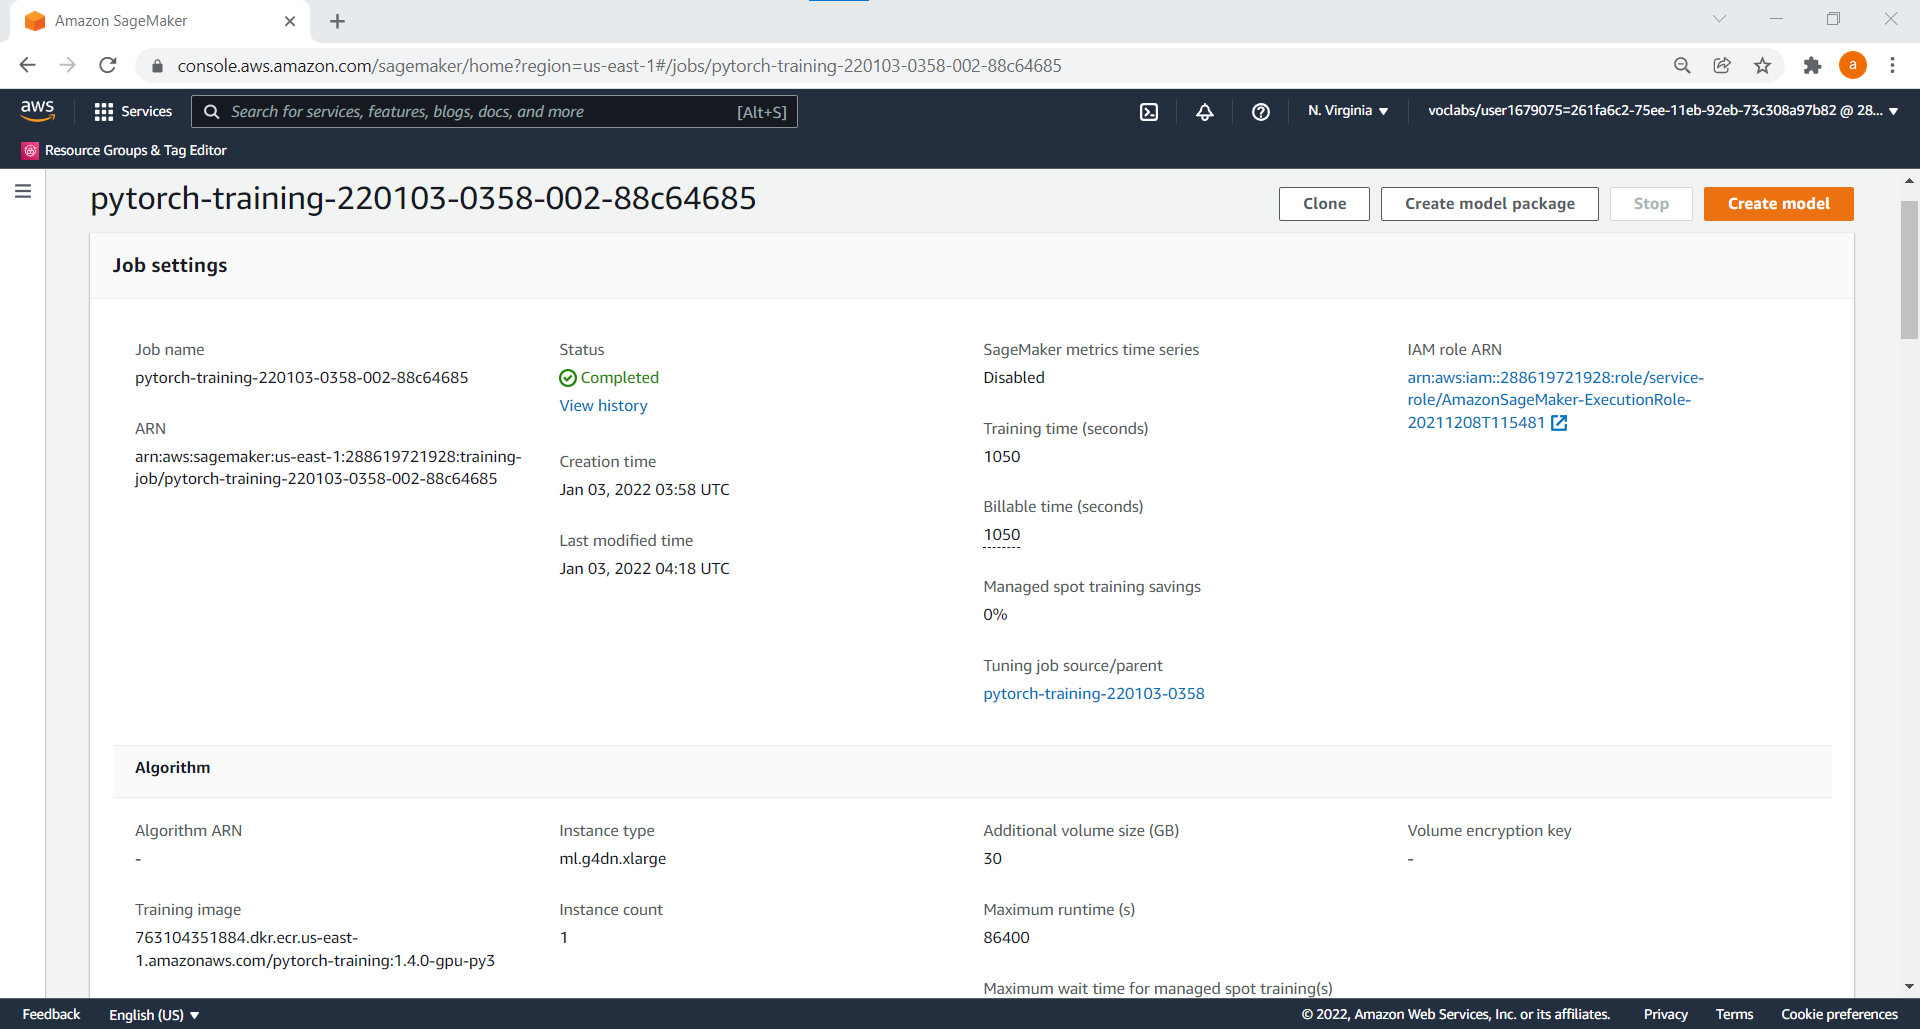 Amazon SageMaker
console.aws.amazon.com/sagemaker/home?region=us-east-1#/jobs/pytorch-training-220103-0358-002-88c64685
a
aws
Services
Search for services, features, blogs, docs, and more
[Alt+S]
N. Virginia
voclabs/user1679075=261fa6c2-75ee-11eb-92eb-73c308a97b82 @ 28...
Resource Groups & Tag Editor
pytorch-training-220103-0358-002-88c64685
Clone
Create model package
Stop
Create model
Job settings
Job name
pytorch-training-220103-0358-002-88c64685
ARN
arn:aws:sagemaker:us-east-1:288619721928:training-
job/pytorch-training-220103-0358-002-88c64685
Status
Completed
View history
Creation time
Jan 03, 2022 03:58 UTC
Last modified time
Jan 03, 2022 04:18 UTC
SageMaker metrics time series
Disabled
Training time (seconds)
1050
Billable time (seconds)
1050
Managed spot training savings
0%
Tuning job source/parent
pytorch-training-220103-0358
IAM role ARN
arn:aws:iam::288619721928:role/service-
role/AmazonSageMaker-ExecutionRole-
20211208T115481
Algorithm
Algorithm ARN
-
Training image
763104351884.dkr.ecr.us-east-
1.amazonaws.com/pytorch-training:1.4.0-gpu-py3
Instance type
ml.g4dn.xlarge
Instance count
1
Additional volume size (GB)
30
Maximum runtime (s)
86400
Maximum wait time for managed spot training(s)
Volume encryption key
-
Feedback
English (US)
© 2022, Amazon Web Services, Inc. or its affiliates.
Privacy
Terms
Cookie preferences